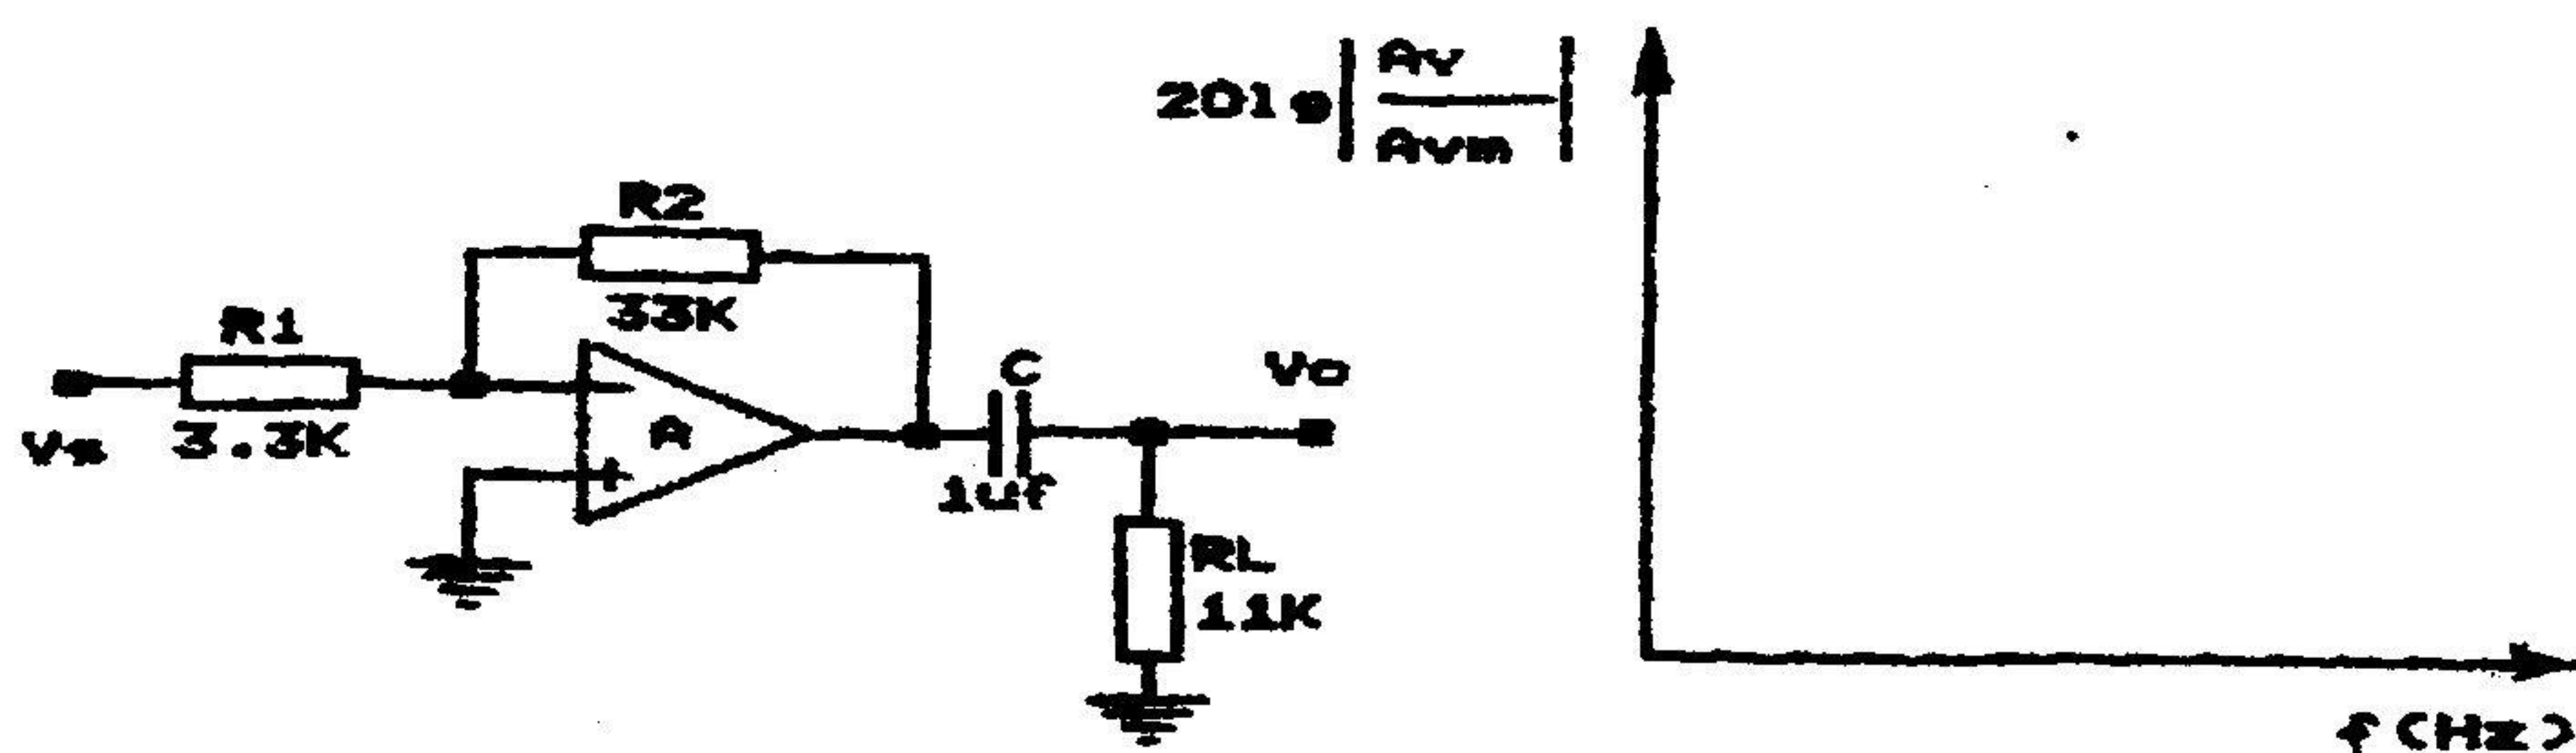 20lg | Av / Avm |
R2
33K
R1
3.3K
Vs
-
A
+
C
1uf
Vo
RL
11K
f(Hz)